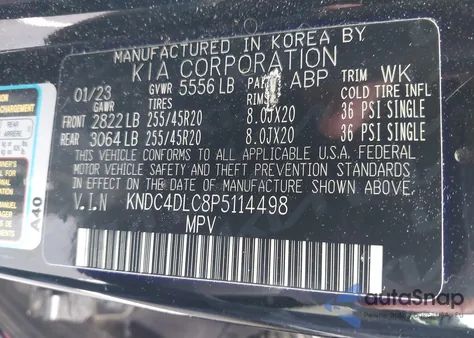 MANUFACTURED IN KOREA BY
KIA CORPORATION
01/23 GVWR 5556 LB ABP TRIM WK
GAWR TIRES RIMS COLD TIRE INFL
FRONT 2822 LB 255/45R20 8.0JX20 36 PSI SINGLE
REAR 3064 LB 255/45R20 8.0JX20 36 PSI SINGLE
THIS VEHICLE CONFORMS TO ALL APPLICABLE U.S.A. FEDERAL
MOTOR VEHICLE SAFETY AND THEFT PREVENTION STANDARDS
IN EFFECT ON THE DATE OF MANUFACTURE SHOWN ABOVE.
V.I.N KNDC4DLC8P5114498
MPV
A40
REAR
autoSnap